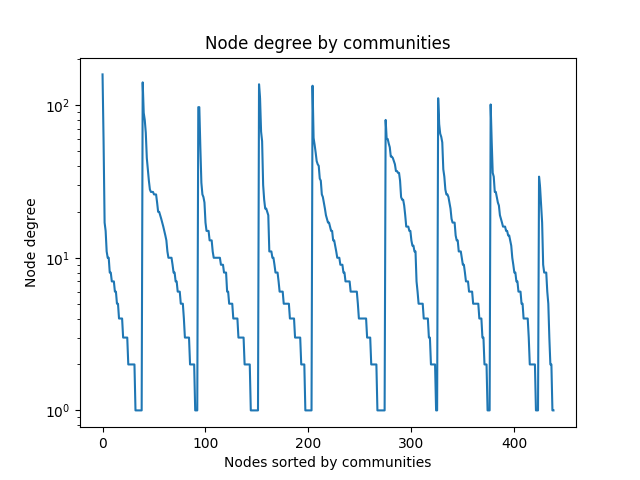 Node degree by communities
Node degree
10²
10¹
10⁰
0 100 200 300 400
Nodes sorted by communities